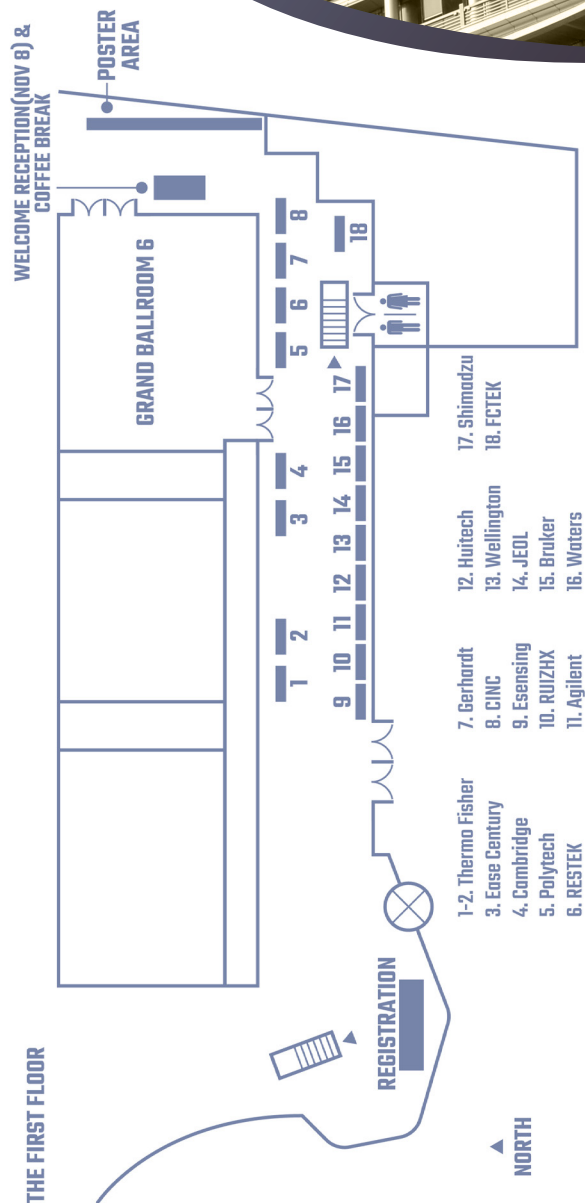 THE FIRST FLOOR
WELCOME RECEPTION(NOV 8) &
COFFEE BREAK
POSTER
AREA
GRAND BALLROOM 6
1
2
3
4
5
6
7
8
18
9
10
11
12
13
14
15
16
17
REGISTRATION
NORTH
1-2. Thermo Fisher
3. Ease Century
4. Cambridge
5. Polytech
6. RESTEK
7. Gerhardt
8. CINC
9. Esensing
10. RUIZHX
11. Agilent
12. Huitech
13. Wellington
14. JEOL
15. Bruker
16. Waters
17. Shimadzu
18. FCTEK